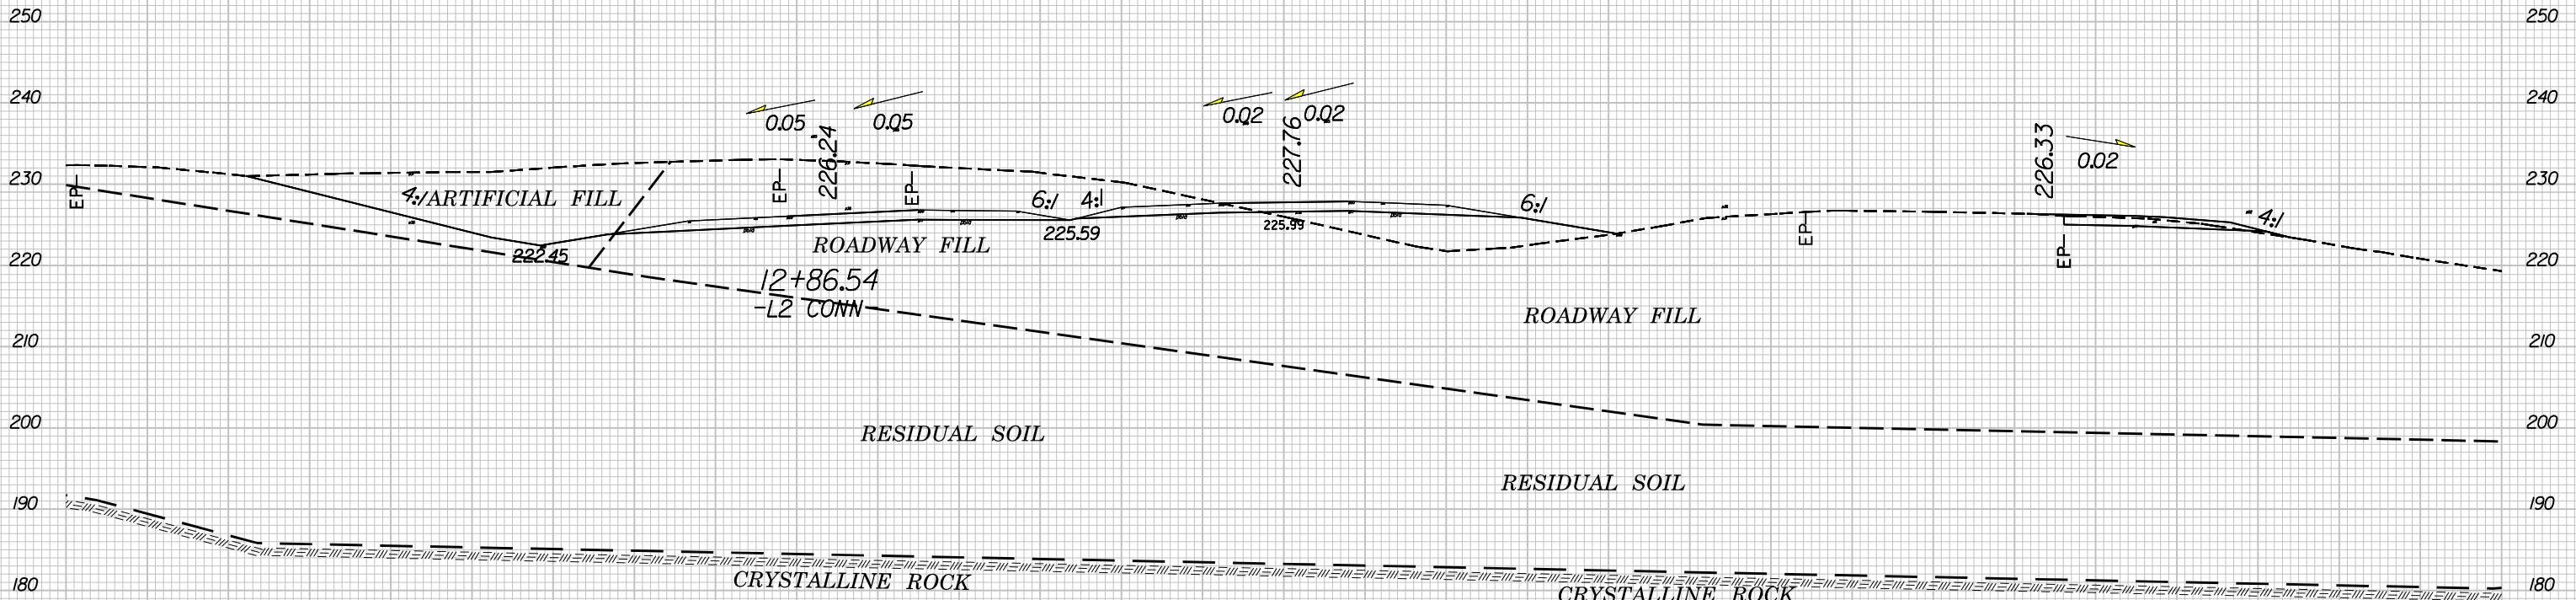 250 250
240 240
0.05 0.05 0.02 0.02
226.24 227.76 226.33 0.02
230 230
EP EP EP
4:1 ARTIFICIAL FILL 6:1 4:1 6:1 4:1
225.59 225.99 EP
ROADWAY FILL
222.45 EP
220 220
12+86.54
-L2 CONN
ROADWAY FILL
210 210
200 200
RESIDUAL SOIL
RESIDUAL SOIL
190 190
CRYSTALLINE ROCK
180 180
CRYSTALLINE ROCK